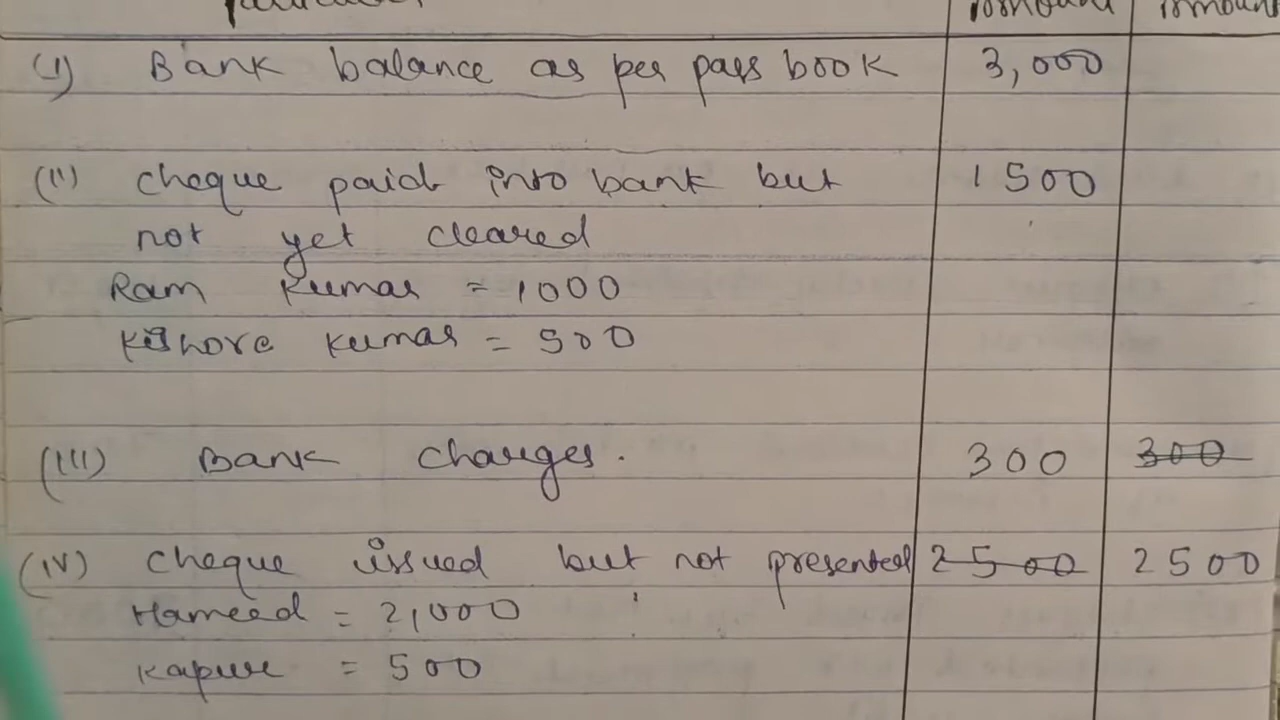 (I) Bank balance as per pass book 3,000
(II) cheque paid into bank but 1500
not yet cleared
Ram Kumar = 1000
Kishore Kumar = 500
(III) Bank charges. 300 300
(IV) cheque issued but not presented 2500 2500
Hameed = 2,000
Kapure = 500